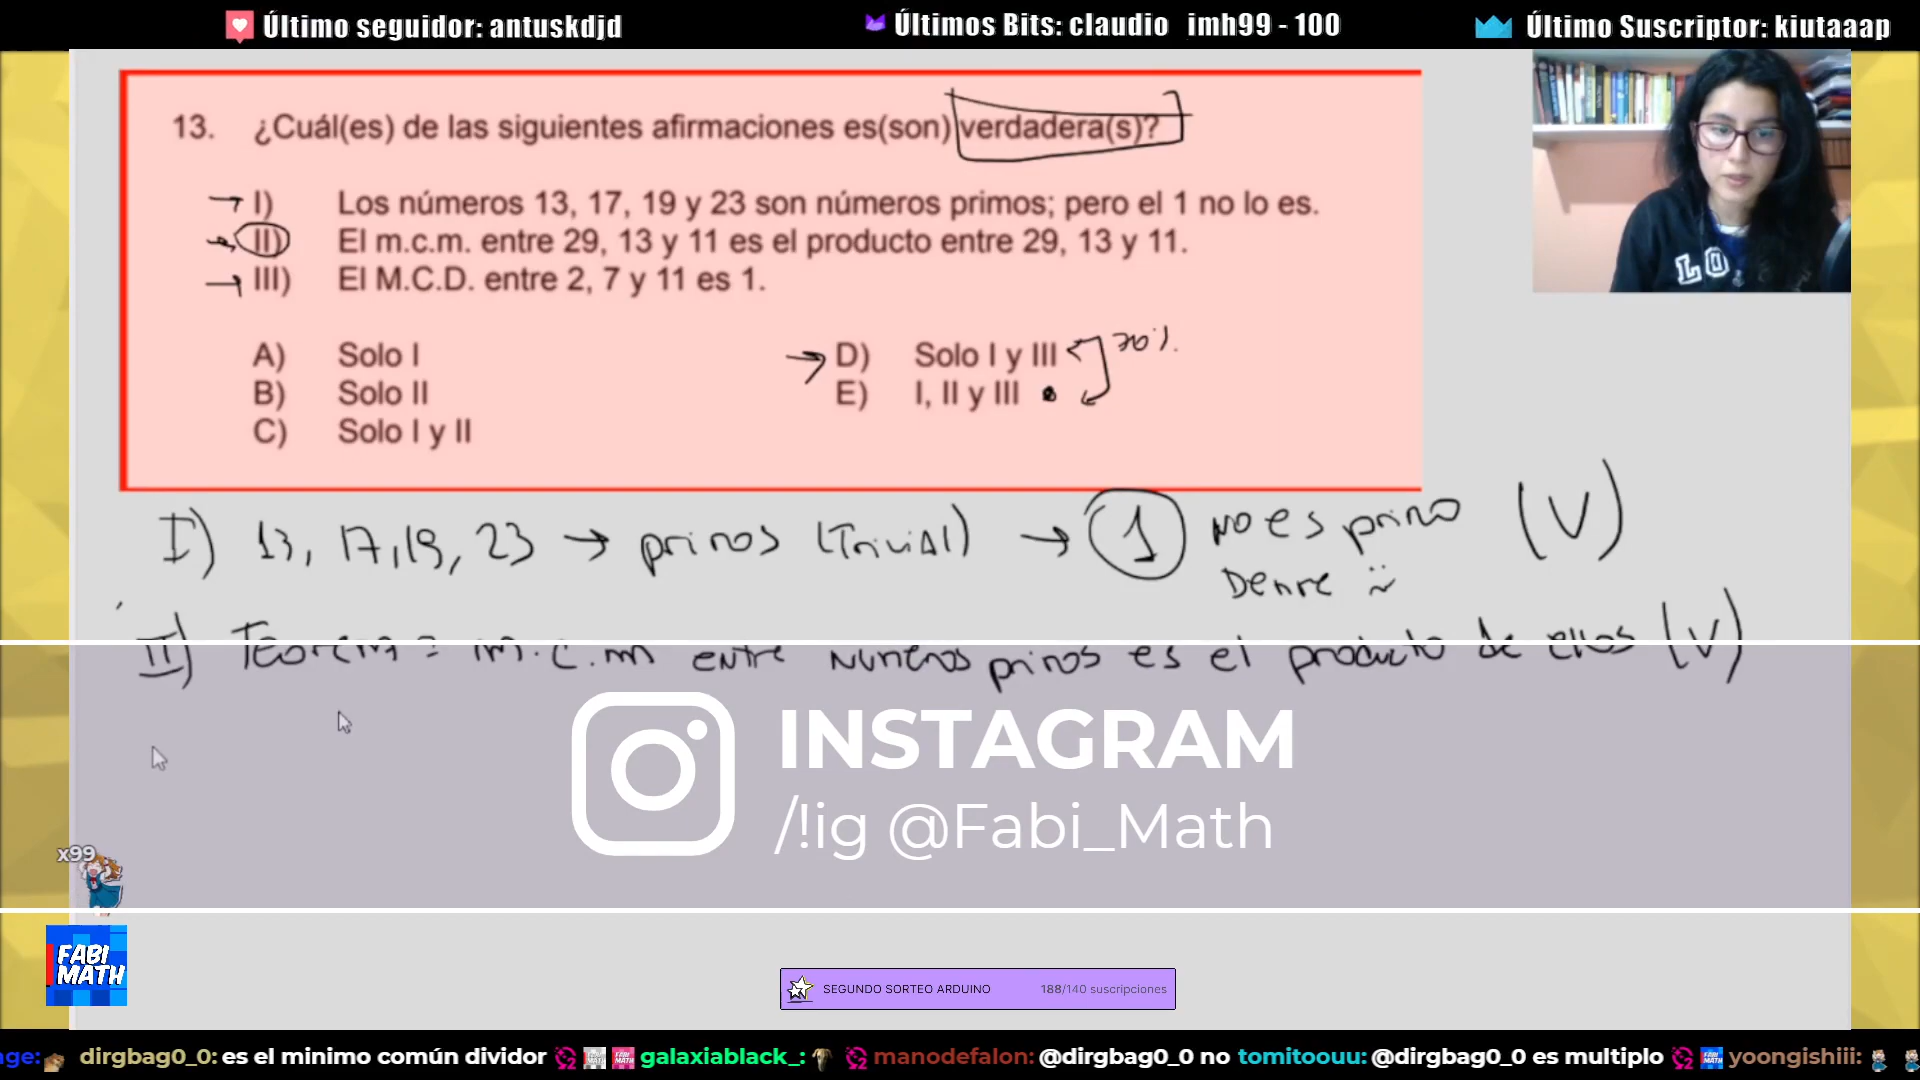 Último seguidor: antuskdjd
Últimos Bits: claudio imh99 - 100
Último Suscriptor: kiutaaap
13. ¿Cuál(es) de las siguientes afirmaciones es(son) verdadera(s)?
I) Los números 13, 17, 19 y 23 son números primos; pero el 1 no lo es.
II) El m.c.m. entre 29, 13 y 11 es el producto entre 29, 13 y 11.
III) El M.C.D. entre 2, 7 y 11 es 1.
A) Solo I
B) Solo II
C) Solo I y II
D) Solo I y III
E) I, II y III
70%.
I) 13, 17, 19, 23 → primos (Trivial) → 1 no es primo (V)
II) Teorema = m.c.m entre números primos es el producto de ellos (V)
INSTAGRAM
/!ig @Fabi_Math
x99
FABI
MATH
LO
SEGUNDO SORTEO ARDUINO 188/140 suscripciones
age: dirgbag0_0: es el minimo común dividor galaxiablack_: manodefalon: @dirgbag0_0 no tomitoouu: @dirgbag0_0 es multiplo yoongishiii: